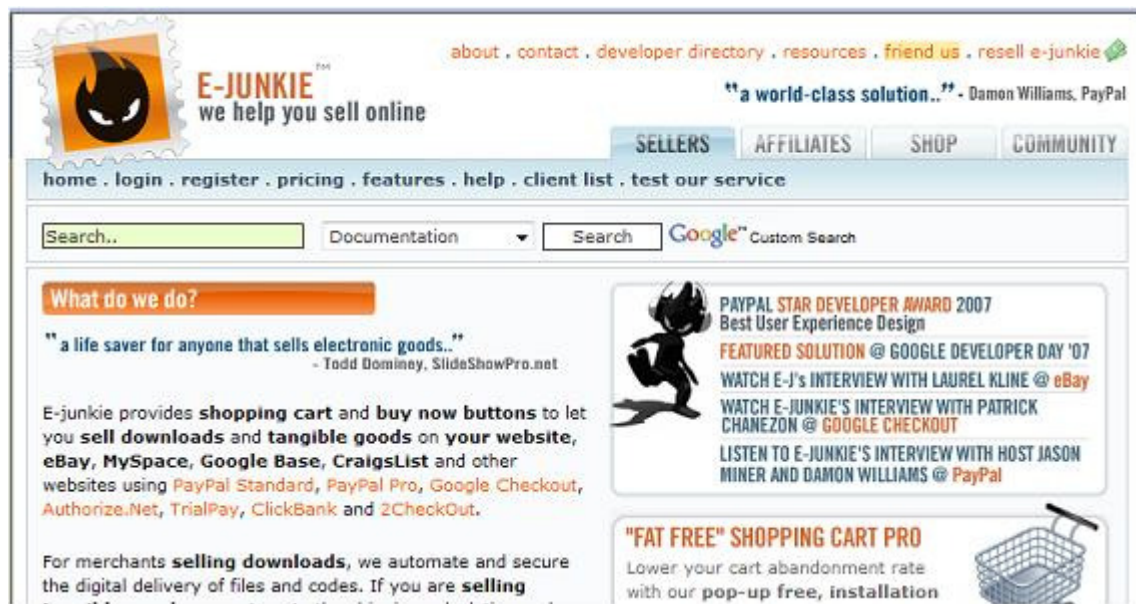 about . contact . developer directory . resources . friend us . resell e-junkie
E-JUNKIE™
we help you sell online
"a world-class solution.." - Damon Williams, PayPal
SELLERS AFFILIATES SHOP COMMUNITY
home . login . register . pricing . features . help . client list . test our service
Search.. Documentation Search Google™ Custom Search
What do we do?
"a life saver for anyone that sells electronic goods.."
- Todd Dominey, SlideShowPro.net
E-junkie provides shopping cart and buy now buttons to let
you sell downloads and tangible goods on your website,
eBay, MySpace, Google Base, CraigsList and other
websites using PayPal Standard, PayPal Pro, Google Checkout,
Authorize.Net, TrialPay, ClickBank and 2CheckOut.
For merchants selling downloads, we automate and secure
the digital delivery of files and codes. If you are selling
PAYPAL STAR DEVELOPER AWARD 2007
Best User Experience Design
FEATURED SOLUTION @ GOOGLE DEVELOPER DAY '07
WATCH E-J's INTERVIEW WITH LAUREL KLINE @ eBay
WATCH E-JUNKIE'S INTERVIEW WITH PATRICK
CHANEZON @ GOOGLE CHECKOUT
LISTEN TO E-JUNKIE'S INTERVIEW WITH HOST JASON
MINER AND DAMON WILLIAMS @ PayPal
"FAT FREE" SHOPPING CART PRO
Lower your cart abandonment rate
with our pop-up free, installation